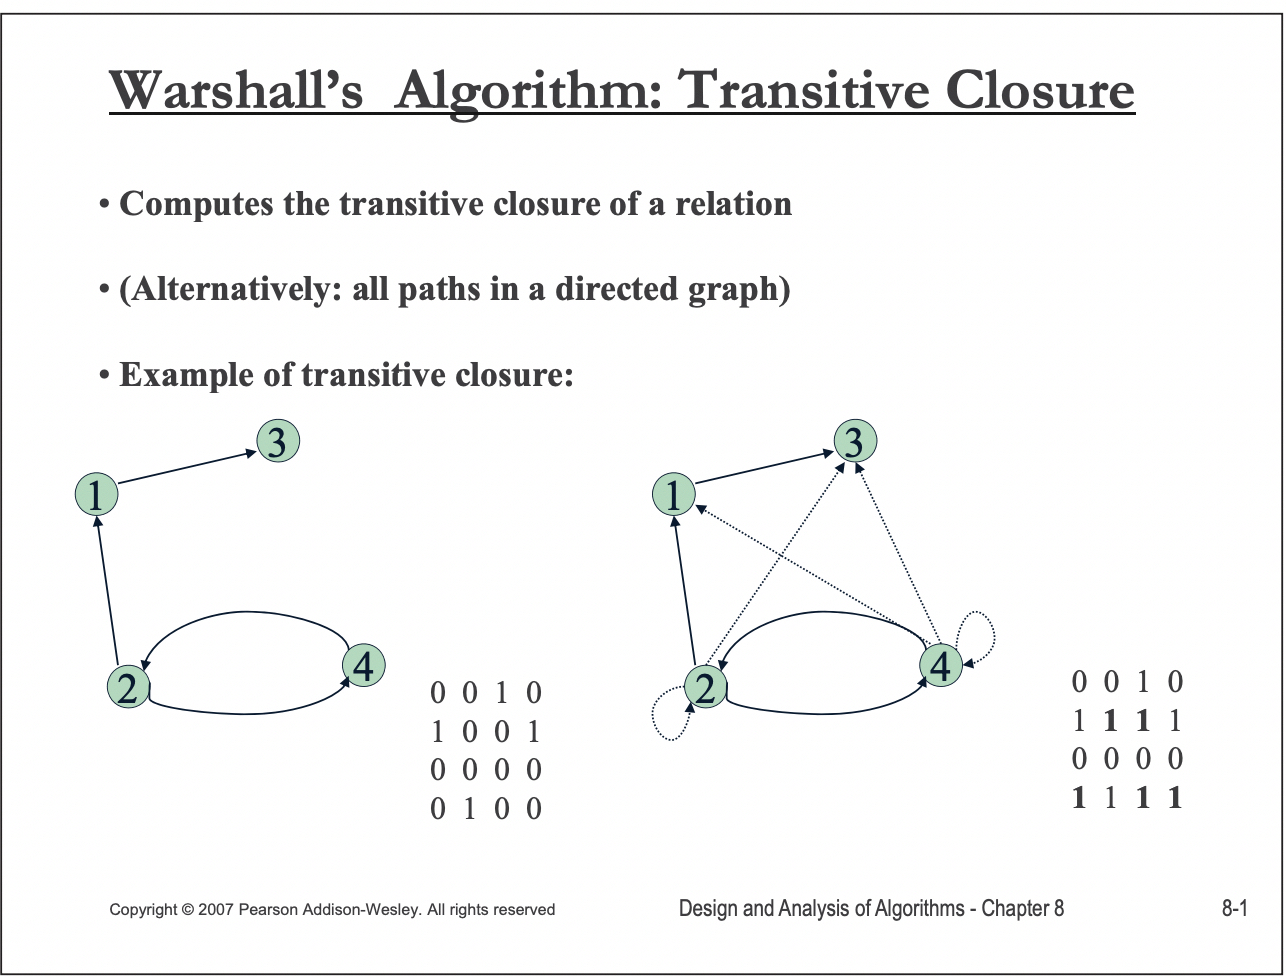 Warshall’s  Algorithm: Transitive Closure
• Computes the transitive closure of a relation
• (Alternatively: all paths in a directed graph)
• Example of transitive closure:
3
1
2
4
0 0 1 0
1 0 0 1
0 0 0 0
0 1 0 0
3
1
2
4
0 0 1 0
1 1 1 1
0 0 0 0
1 1 1 1
Copyright © 2007 Pearson Addison-Wesley. All rights reserved
Design and Analysis of Algorithms - Chapter 8
8-1